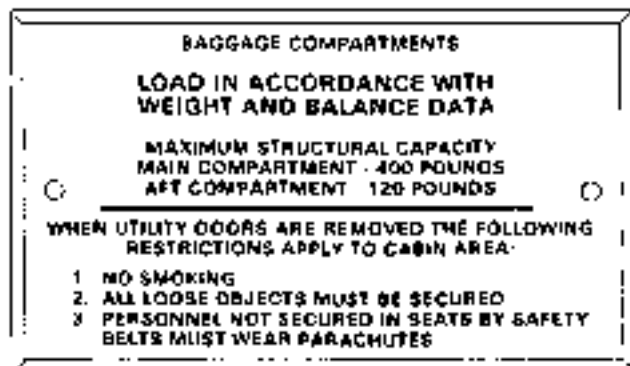 BAGGAGE COMPARTMENTS
LOAD IN ACCORDANCE WITH
WEIGHT AND BALANCE DATA
MAXIMUM STRUCTURAL CAPACITY
MAIN COMPARTMENT - 400 POUNDS
AFT COMPARTMENT 120 POUNDS
WHEN UTILITY DOORS ARE REMOVED THE FOLLOWING
RESTRICTIONS APPLY TO CABIN AREA:
1 NO SMOKING
2. ALL LOOSE OBJECTS MUST BE SECURED
3 PERSONNEL NOT SECURED IN SEATS BY SAFETY
BELTS MUST WEAR PARACHUTES